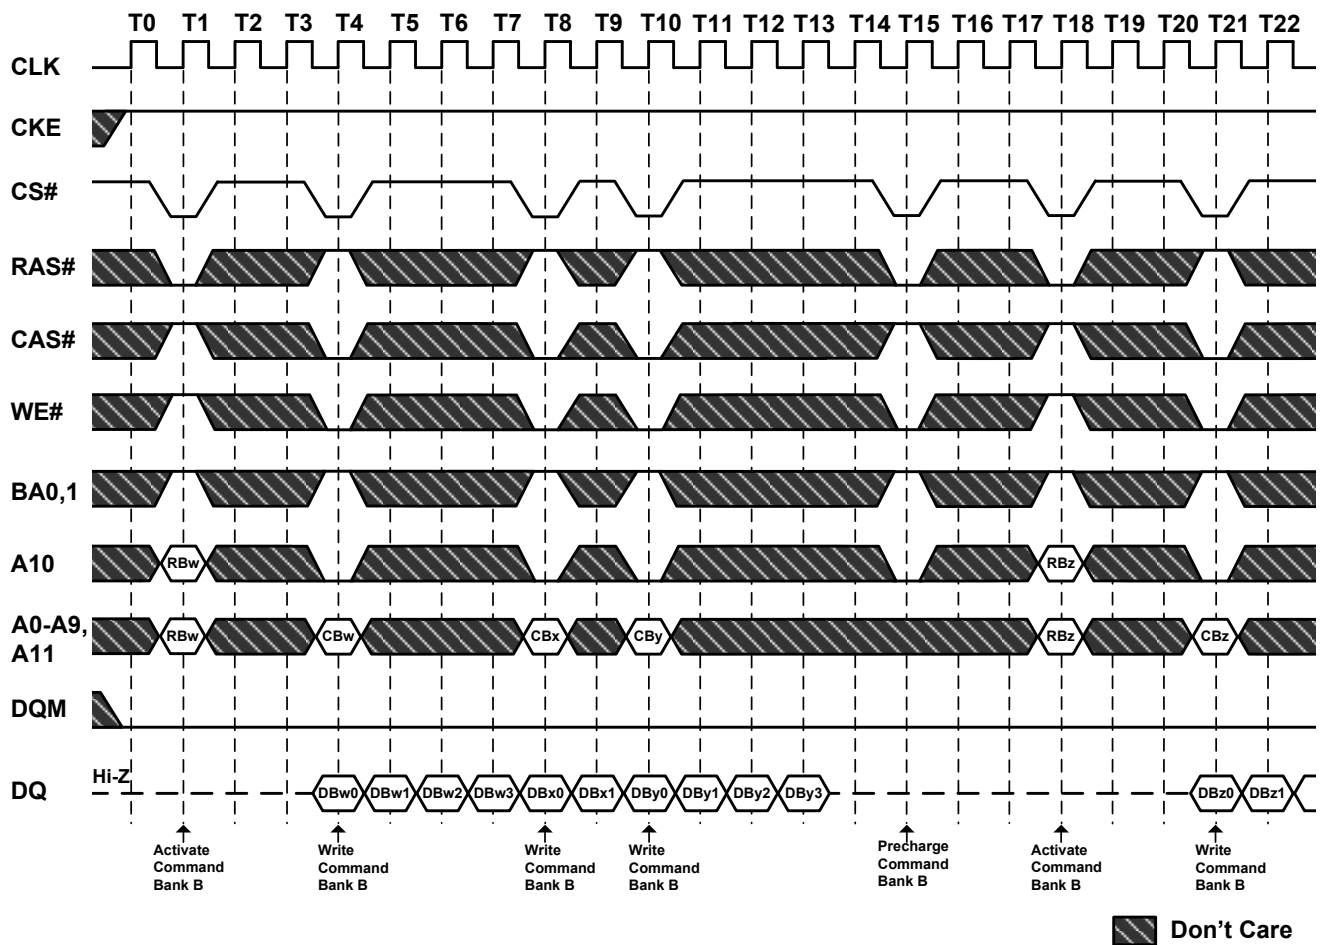 T0 T1 T2 T3 T4 T5 T6 T7 T8 T9 T10 T11 T12 T13 T14 T15 T16 T17 T18 T19 T20 T21 T22
CLK
CKE
CS#
RAS#
CAS#
WE#
BA0,1
A10 RBw RBz
A0-A9,
A11
RBw CBw CBx CBy RBz CBz
DQM
Hi-Z
DQ DBw0 DBw1 DBw2 DBw3 DBx0 DBx1 DBy0 DBy1 DBy2 DBy3 DBz0 DBz1
Activate
Command
Bank B
Write
Command
Bank B
Write
Command
Bank B
Write
Command
Bank B
Precharge
Command
Bank B
Activate
Command
Bank B
Write
Command
Bank B
Don't Care